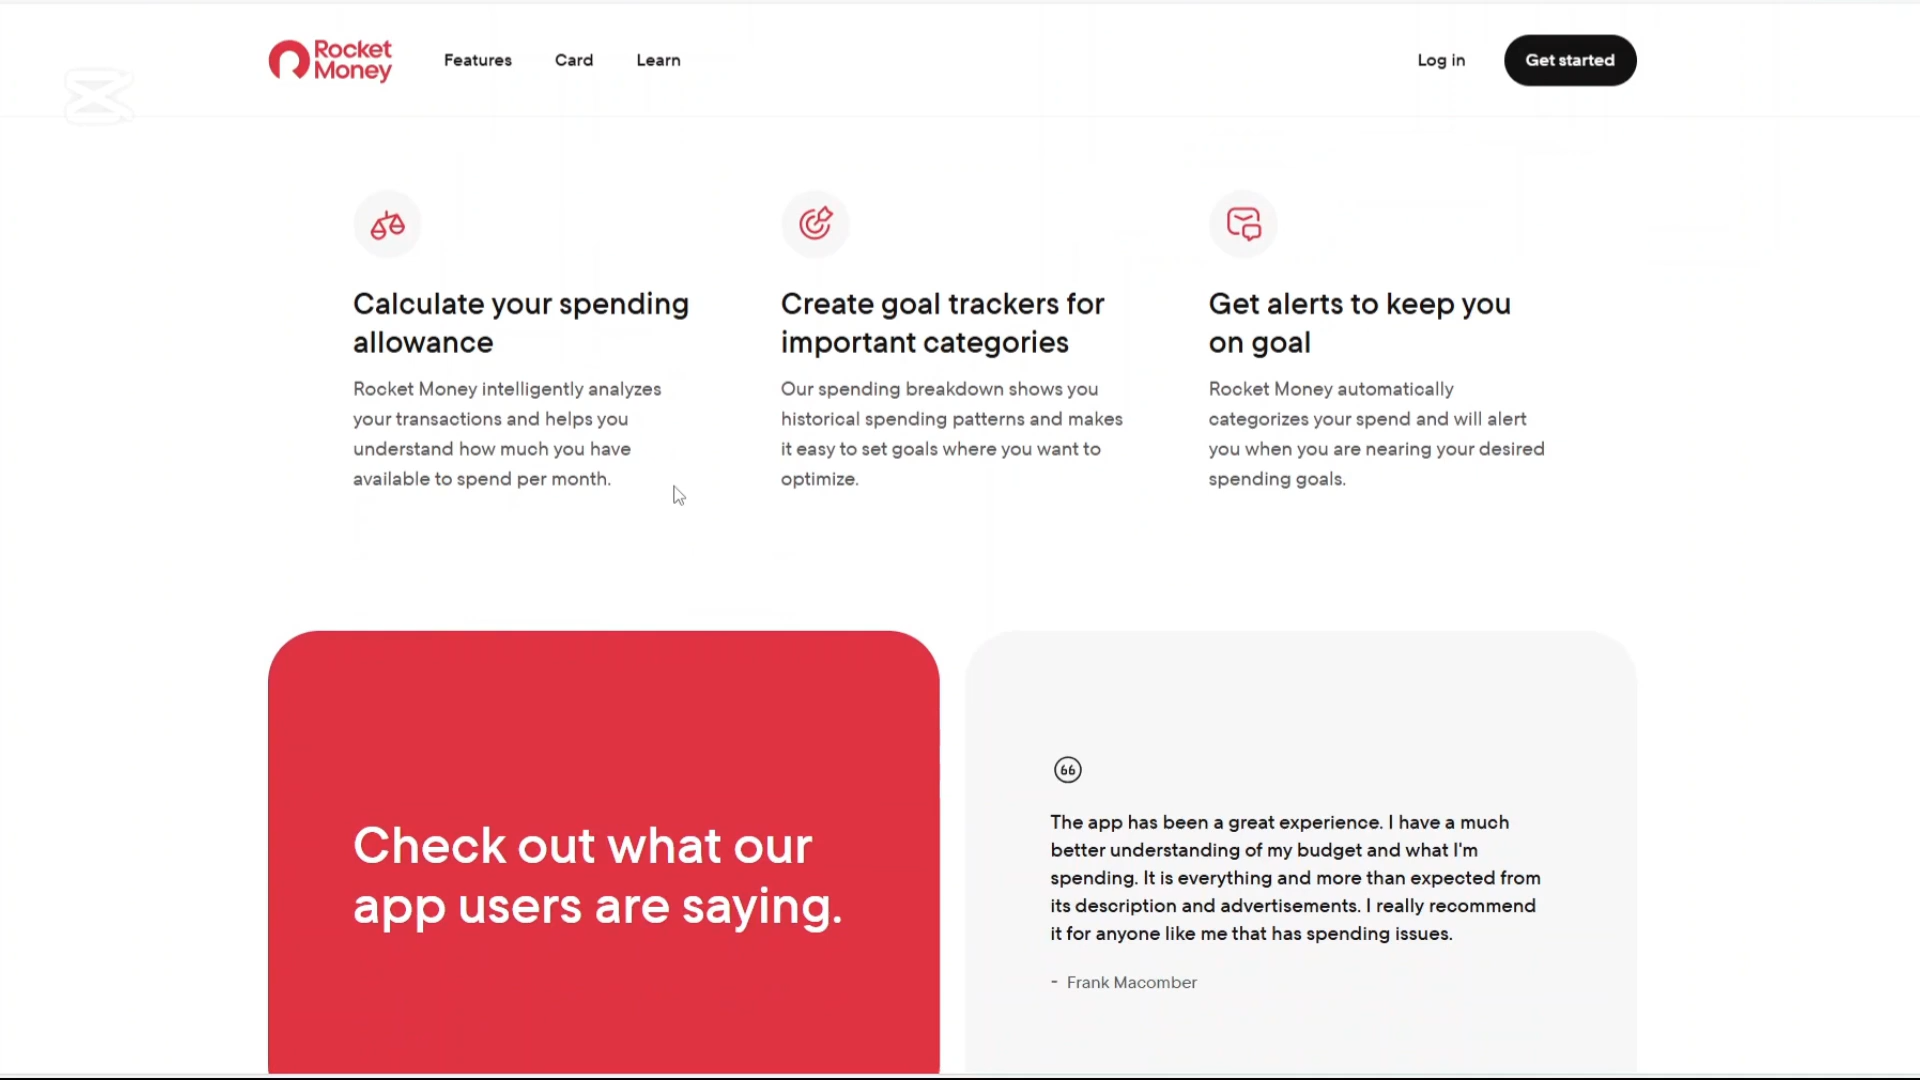 Rocket
Money
Features
Card
Learn
Log in
Get started
Calculate your spending
allowance
Rocket Money intelligently analyzes
your transactions and helps you
understand how much you have
available to spend per month.
Create goal trackers for
important categories
Our spending breakdown shows you
historical spending patterns and makes
it easy to set goals where you want to
optimize.
Get alerts to keep you
on goal
Rocket Money automatically
categorizes your spend and will alert
you when you are nearing your desired
spending goals.
Check out what our
app users are saying.
The app has been a great experience. I have a much
better understanding of my budget and what I'm
spending. It is everything and more than expected from
its description and advertisements. I really recommend
it for anyone like me that has spending issues.
- Frank Macomber